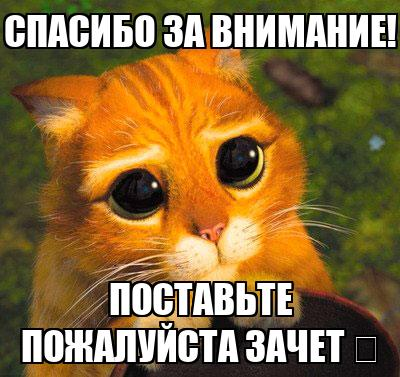 СПАСИБО ЗА ВНИМАНИЕ!
ПОСТАВЬТЕ
ПОЖАЛУЙСТА ЗАЧЕТ